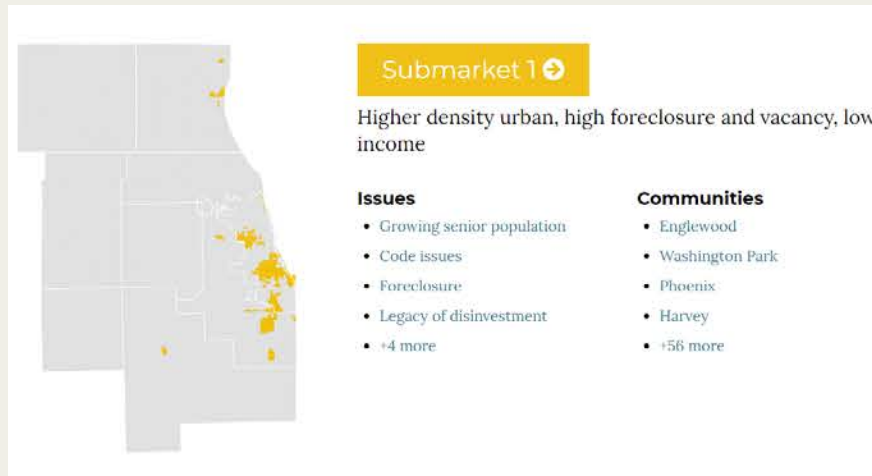 Submarket 1
Higher density urban, high foreclosure and vacancy, low
income
Issues
• Growing senior population
• Code issues
• Foreclosure
• Legacy of disinvestment
• +4 more
Communities
• Englewood
• Washington Park
• Phoenix
• Harvey
• +56 more